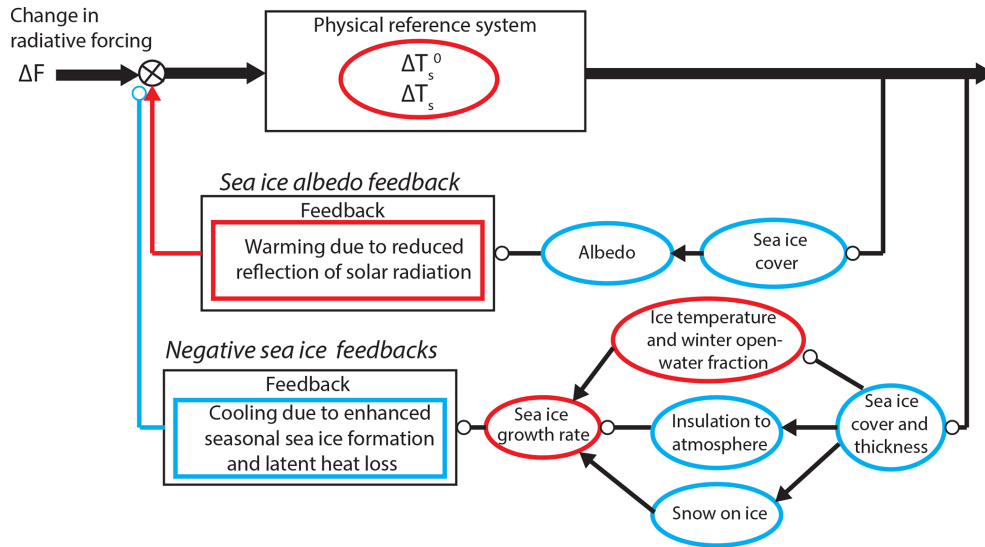 Change in
radiative forcing
ΔF
Physical reference system
ΔTₛ⁰
ΔTₛ
Sea ice albedo feedback
Feedback
Warming due to reduced
reflection of solar radiation
Albedo
Sea ice
cover
Ice temperature
and winter open-
water fraction
Negative sea ice feedbacks
Feedback
Cooling due to enhanced
seasonal sea ice formation
and latent heat loss
Sea ice
growth rate
Insulation to
atmosphere
Sea ice
cover and
thickness
Snow on ice